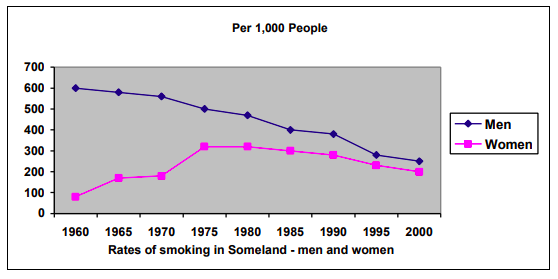 Per 1,000 People
700
600
500
400
300
200
100
0
1960 1965 1970 1975 1980 1985 1990 1995 2000
Rates of smoking in Someland - men and women
Men
Women